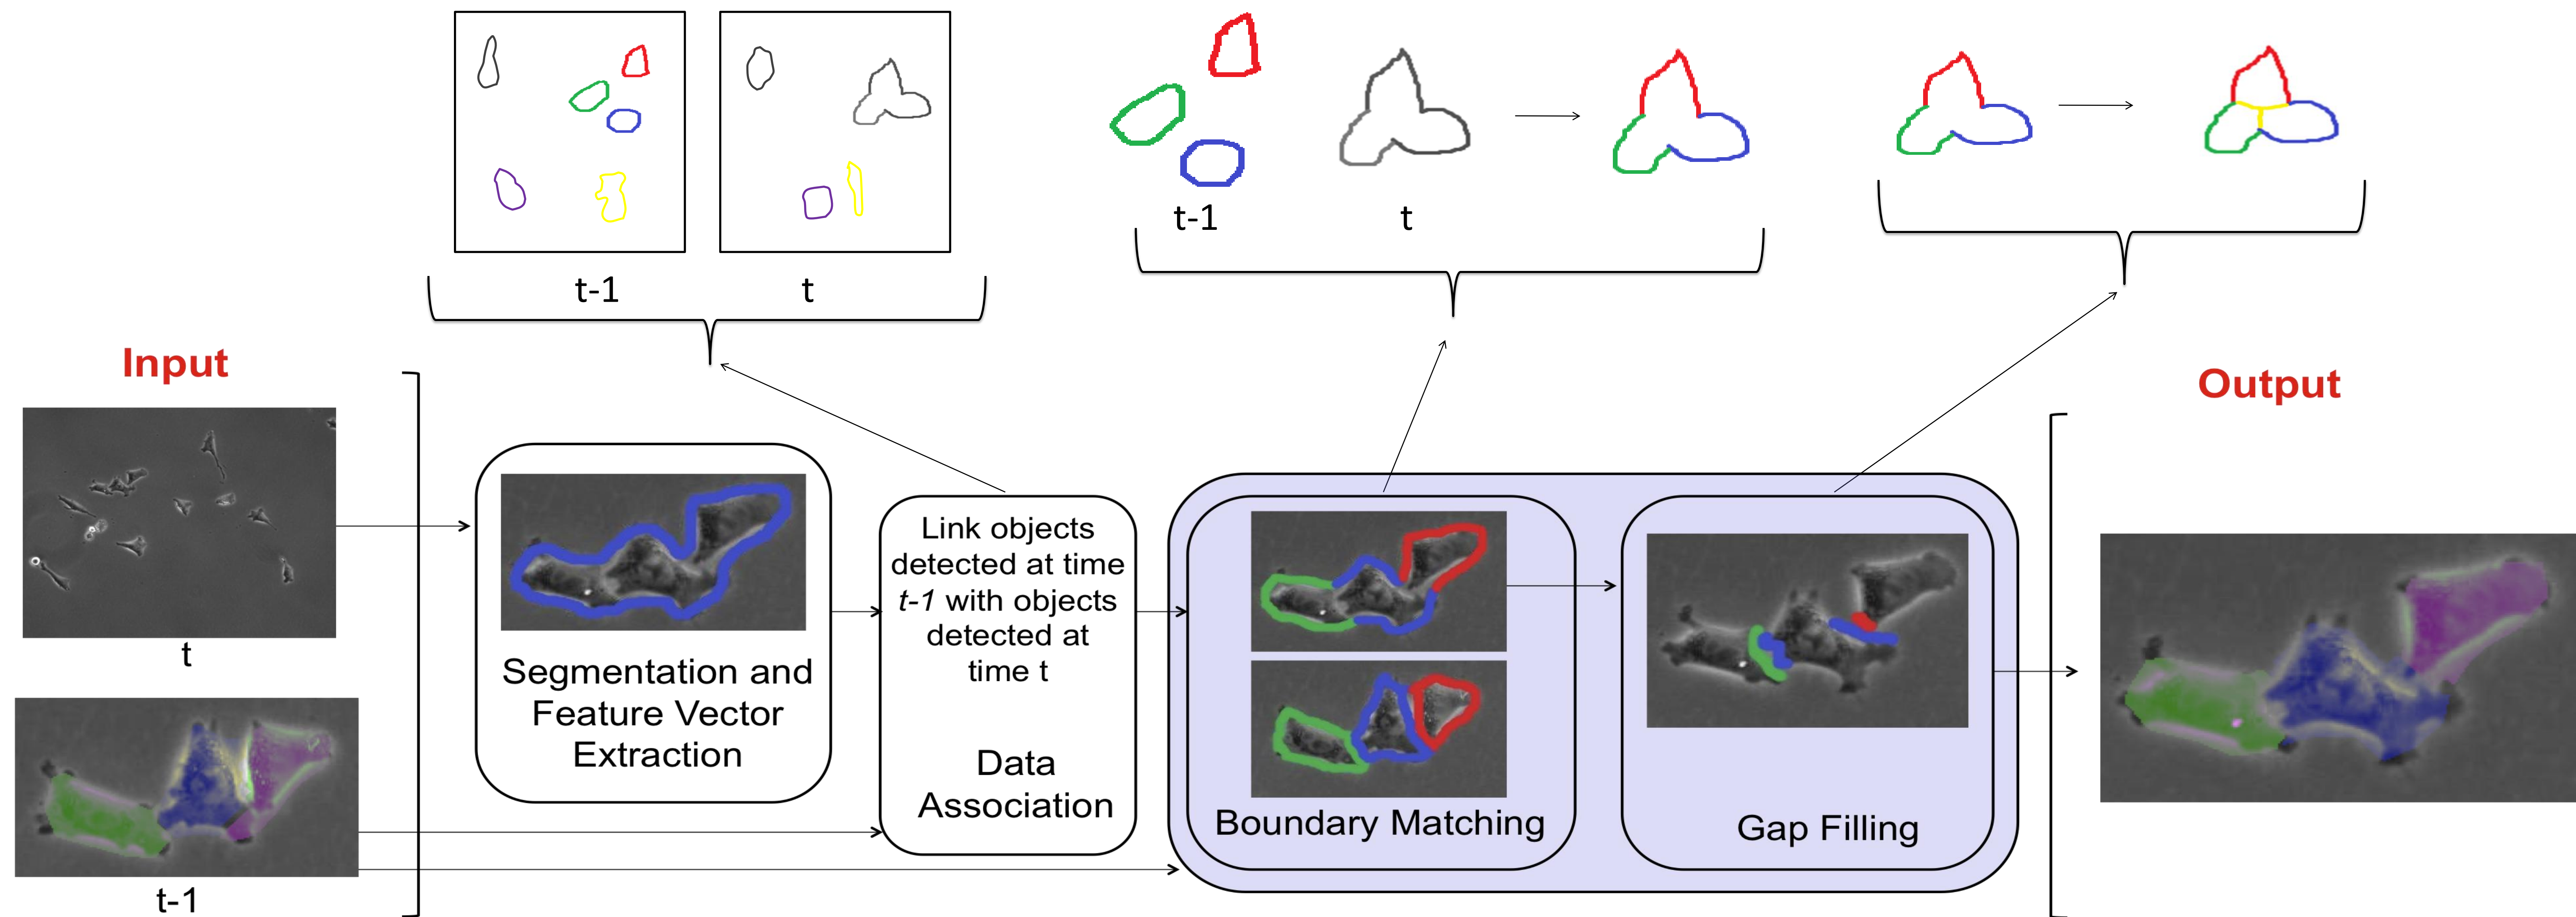 t-1
t
t-1
t
Input
t
t-1
Segmentation and
Feature Vector
Extraction
Link objects
detected at time
t-1 with objects
detected at
time t
Data
Association
Boundary Matching
Gap Filling
Output